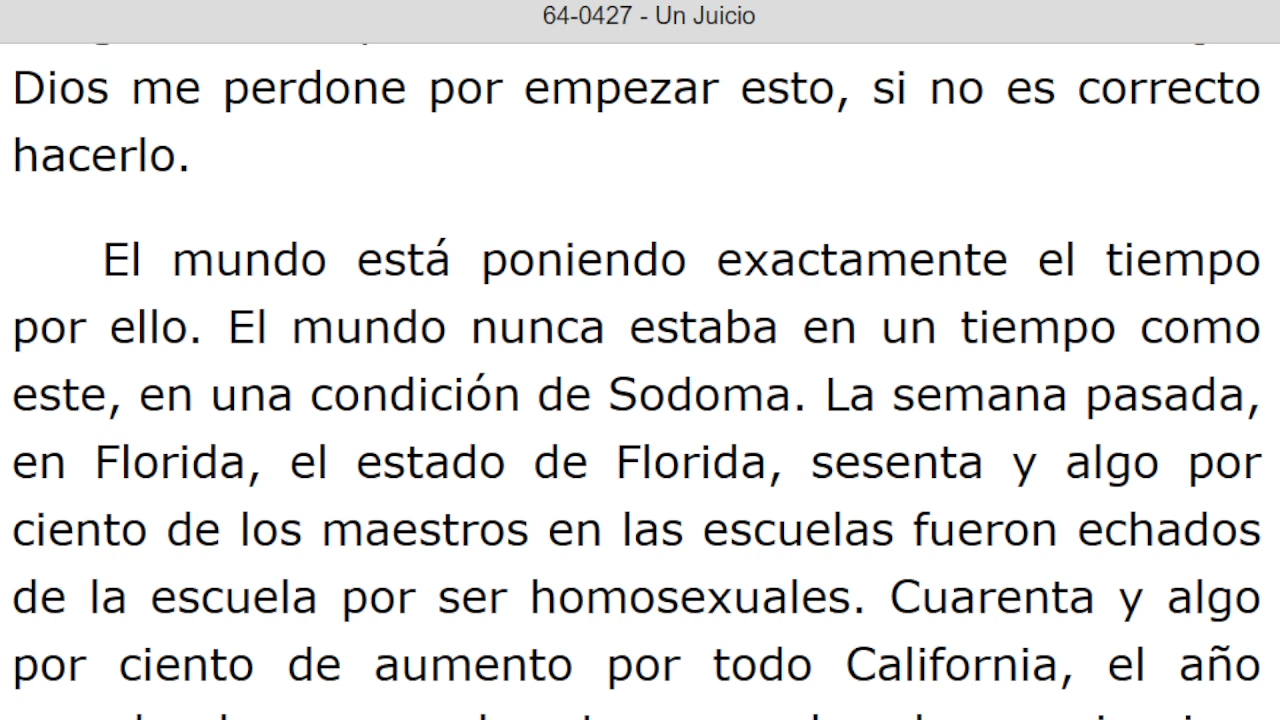 64-0427 - Un Juicio
Dios me perdone por empezar esto, si no es correcto
hacerlo.
El mundo está poniendo exactamente el tiempo
por ello. El mundo nunca estaba en un tiempo como
este, en una condición de Sodoma. La semana pasada,
en Florida, el estado de Florida, sesenta y algo por
ciento de los maestros en las escuelas fueron echados
de la escuela por ser homosexuales. Cuarenta y algo
por ciento de aumento por todo California, el año